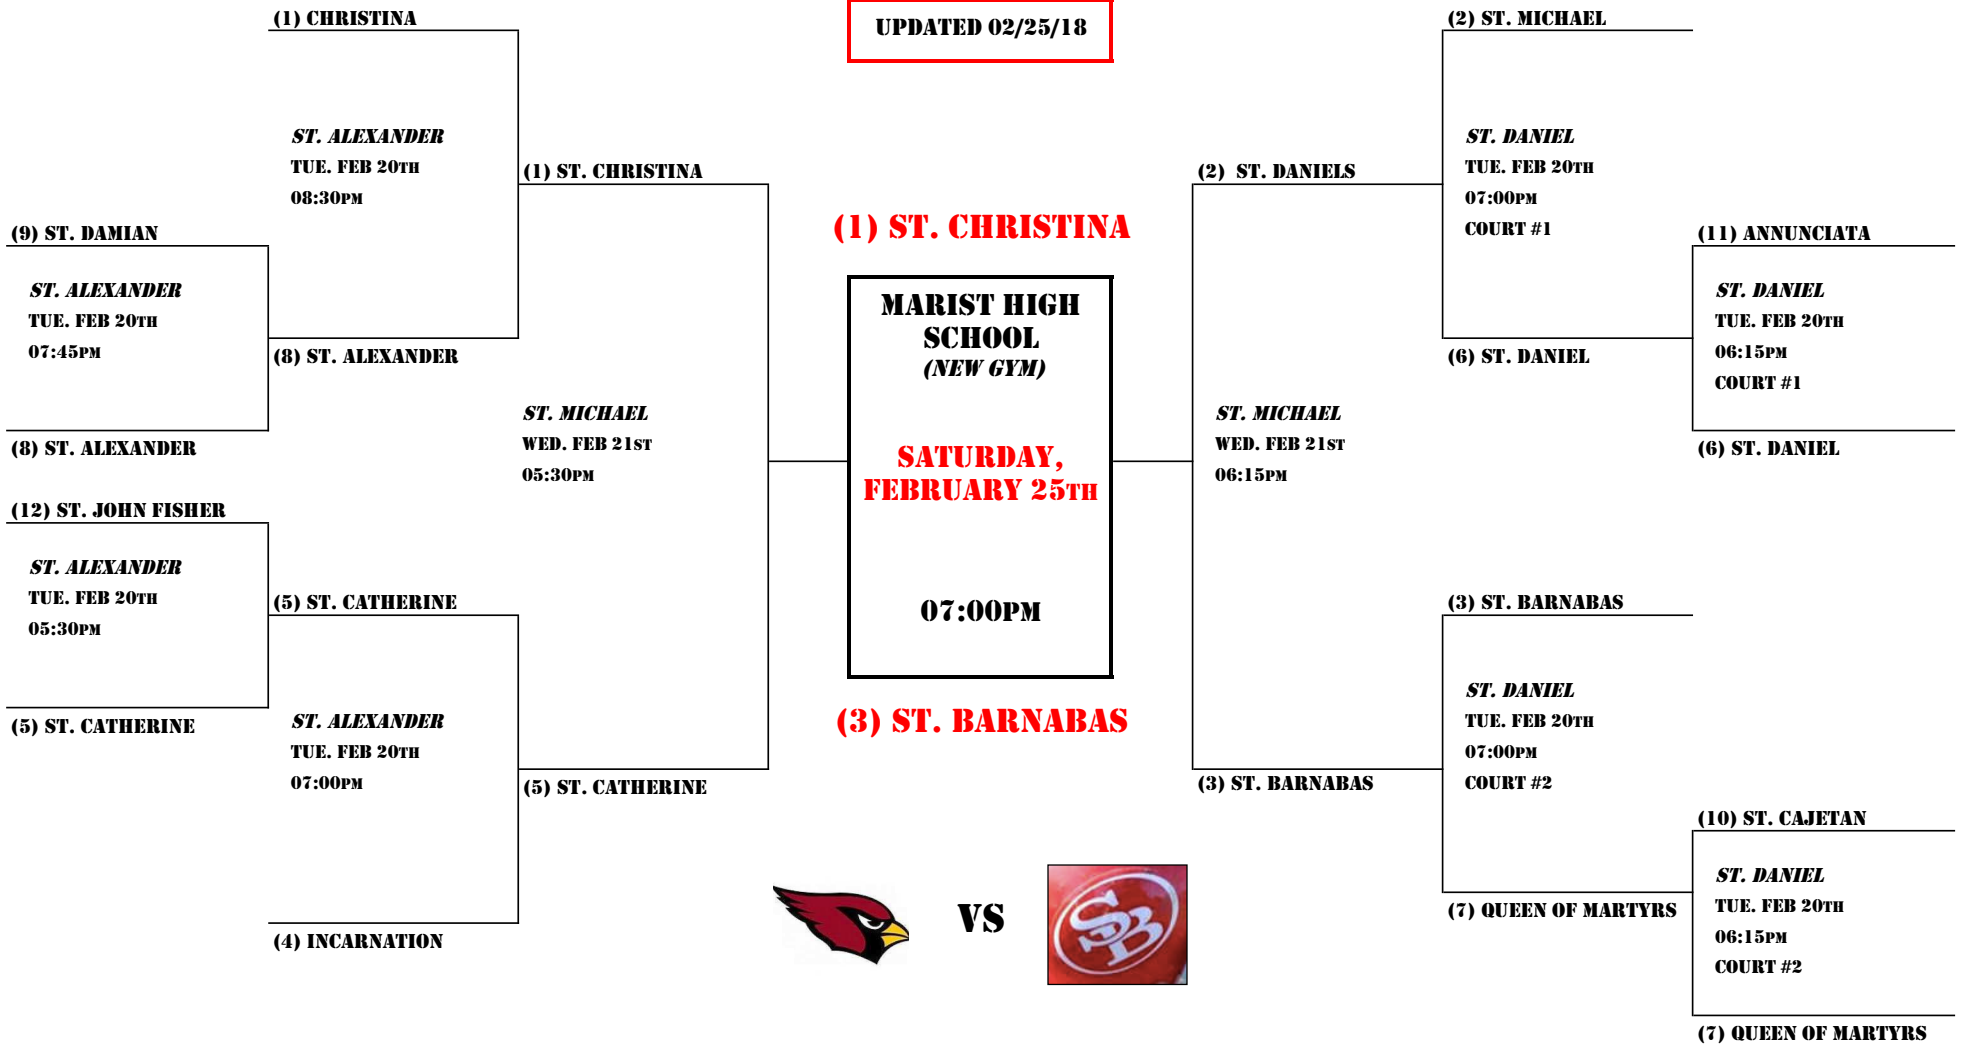 (1) CHRISTINA
UPDATED 02/25/18
(2) ST. MICHAEL
ST. ALEXANDER
TUE. FEB 20TH
08:30PM
(1) ST. CHRISTINA
(9) ST. DAMIAN
ST. ALEXANDER
TUE. FEB 20TH
07:45PM
(8) ST. ALEXANDER
(8) ST. ALEXANDER
ST. MICHAEL
WED. FEB 21ST
05:30PM
(12) ST. JOHN FISHER
ST. ALEXANDER
TUE. FEB 20TH
05:30PM
(5) ST. CATHERINE
(5) ST. CATHERINE
ST. ALEXANDER
TUE. FEB 20TH
07:00PM
(5) ST. CATHERINE
(4) INCARNATION
(1) ST. CHRISTINA
MARIST HIGH
SCHOOL
(NEW GYM)
SATURDAY,
FEBRUARY 25TH
07:00PM
(3) ST. BARNABAS
VS
SB
(2)  ST. DANIELS
ST. DANIEL
TUE. FEB 20TH
07:00PM
COURT #1
(11) ANNUNCIATA
ST. DANIEL
TUE. FEB 20TH
06:15PM
COURT #1
(6) ST. DANIEL
(6) ST. DANIEL
ST. MICHAEL
WED. FEB 21ST
06:15PM
(3) ST. BARNABAS
ST. DANIEL
TUE. FEB 20TH
07:00PM
COURT #2
(3) ST. BARNABAS
(10) ST. CAJETAN
ST. DANIEL
TUE. FEB 20TH
06:15PM
COURT #2
(7) QUEEN OF MARTYRS
(7) QUEEN OF MARTYRS